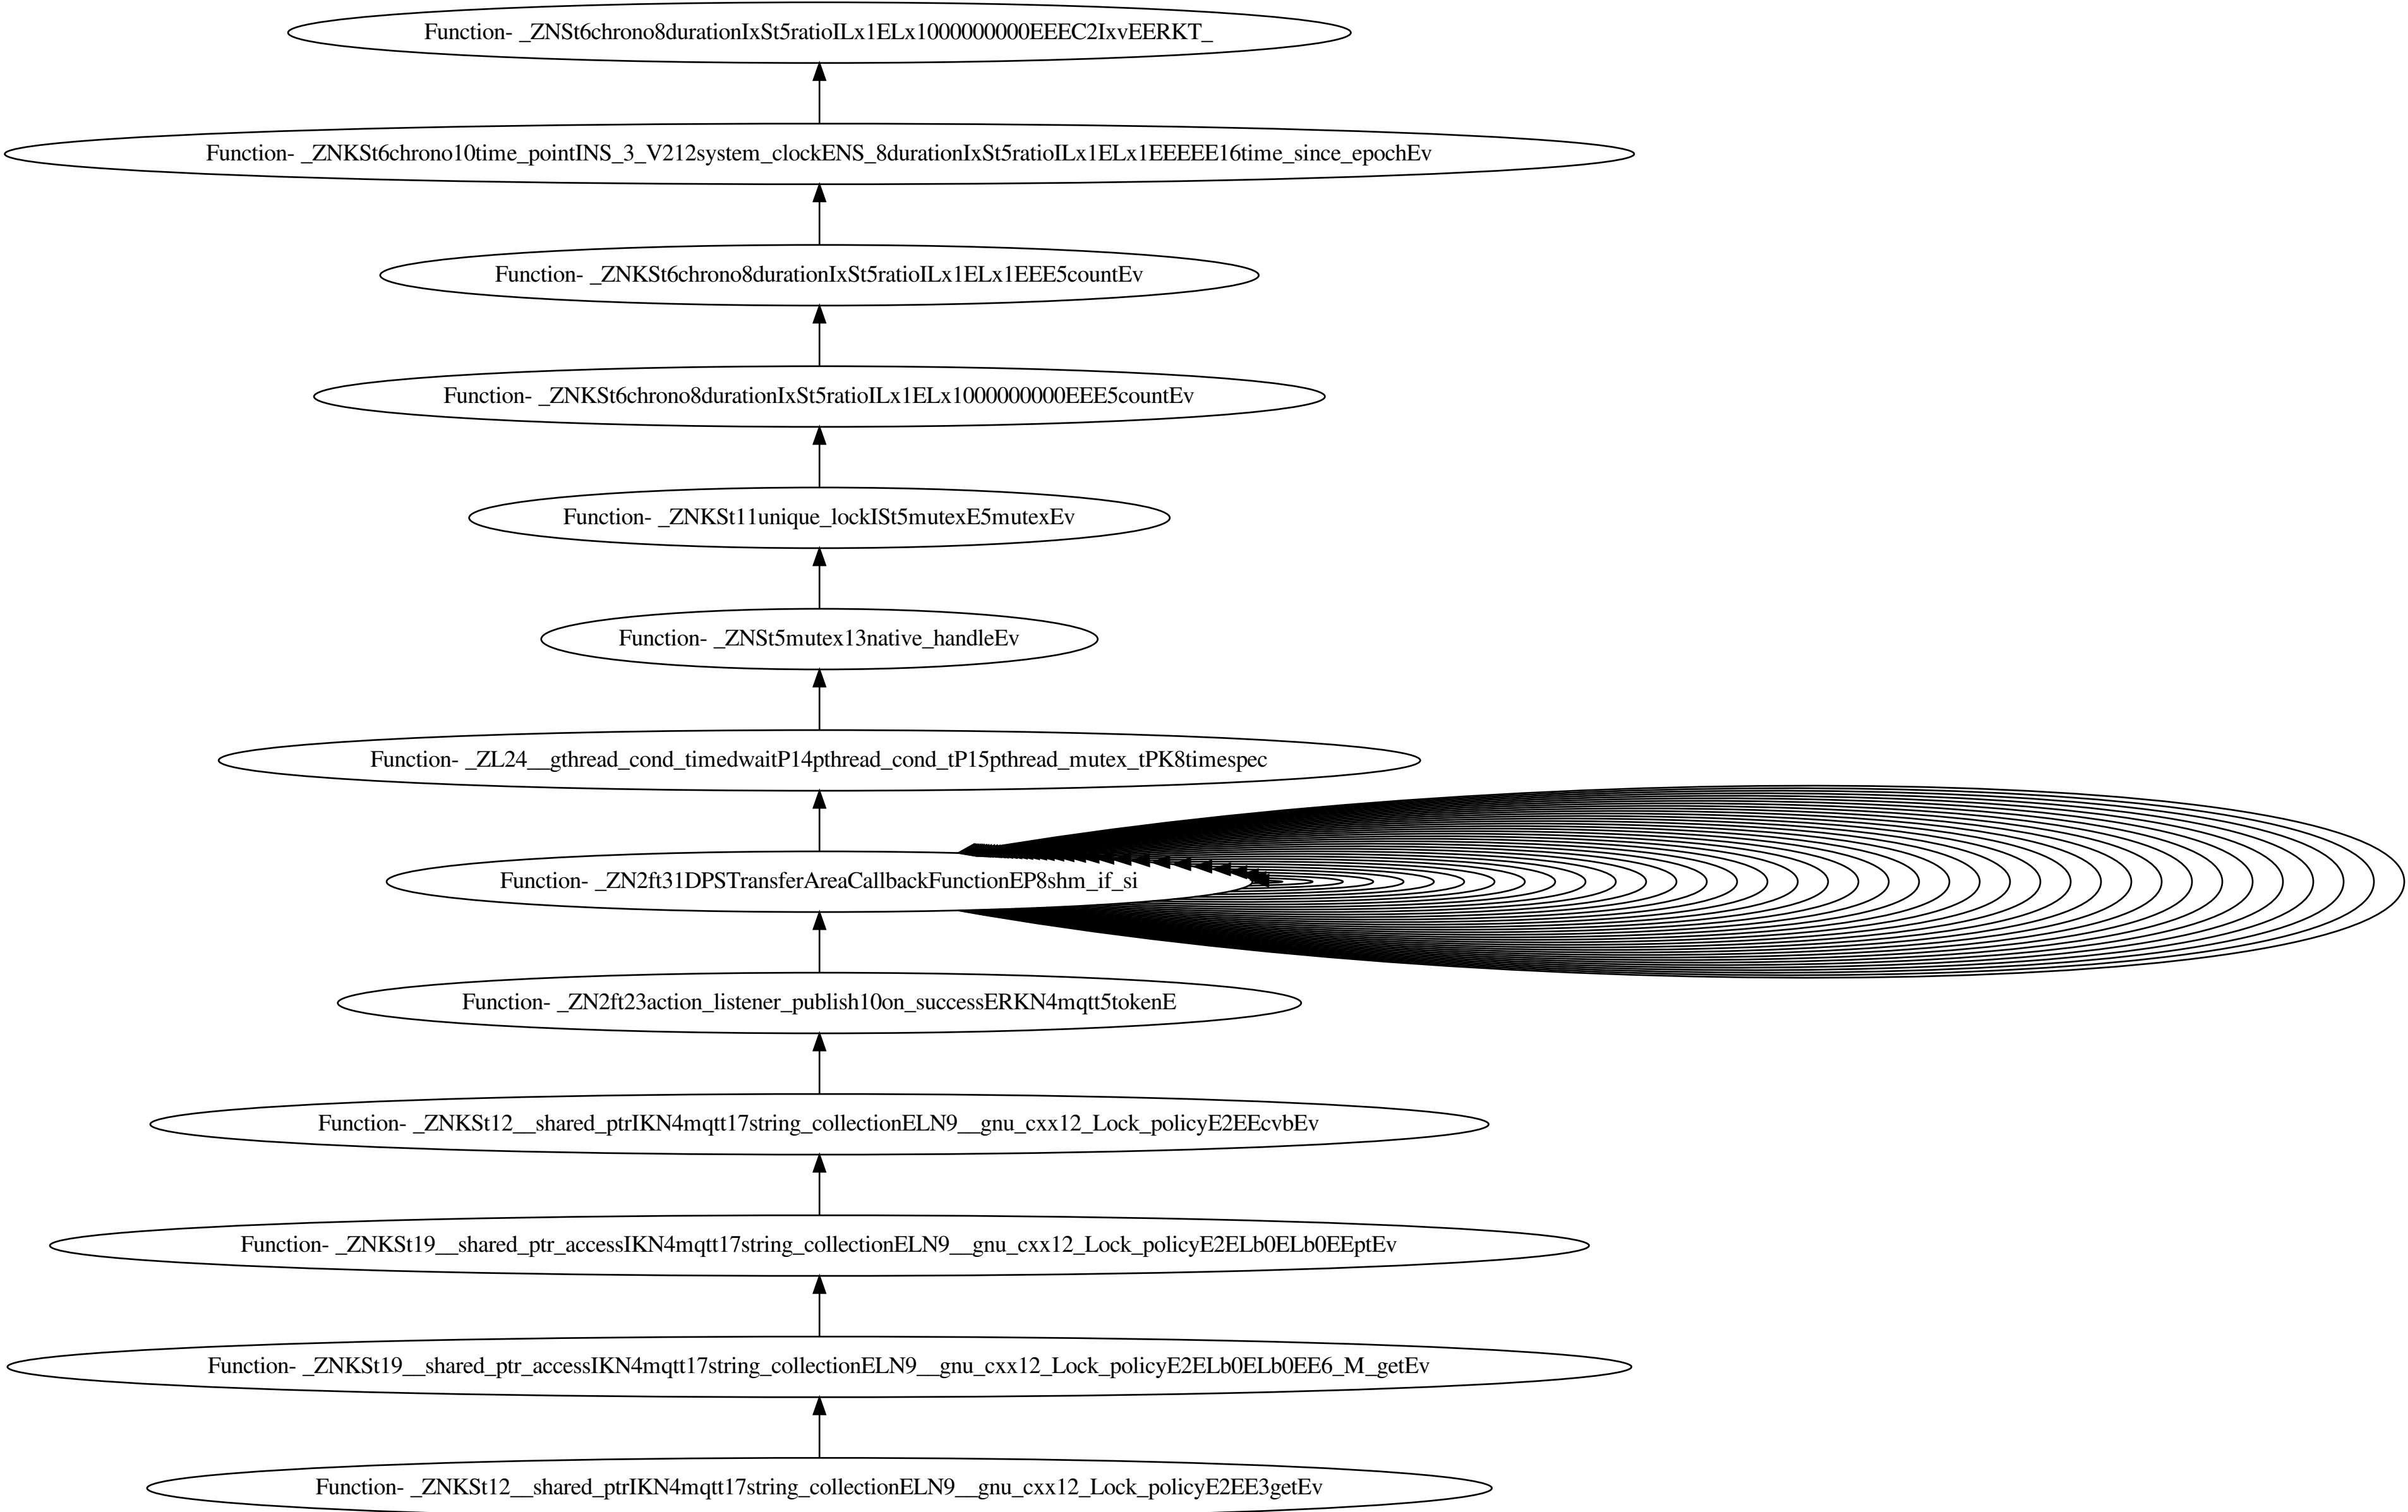 Function- _ZNSt6chrono8durationIxSt5ratioILx1ELx1000000000EEEC2IxvEERKT_
Function- _ZNKSt6chrono10time_pointINS_3_V212system_clockENS_8durationIxSt5ratioILx1ELx1EEEEE16time_since_epochEv
Function- _ZNKSt6chrono8durationIxSt5ratioILx1ELx1EEE5countEv
Function- _ZNKSt6chrono8durationIxSt5ratioILx1ELx1000000000EEE5countEv
Function- _ZNKSt11unique_lockISt5mutexE5mutexEv
Function- _ZNSt5mutex13native_handleEv
Function- _ZL24__gthread_cond_timedwaitP14pthread_cond_tP15pthread_mutex_tPK8timespec
Function- _ZN2ft31DPSTransferAreaCallbackFunctionEP8shm_if_si
Function- _ZN2ft23action_listener_publish10on_successERKN4mqtt5tokenE
Function- _ZNKSt12__shared_ptrIKN4mqtt17string_collectionELN9__gnu_cxx12_Lock_policyE2EEcvbEv
Function- _ZNKSt19__shared_ptr_accessIKN4mqtt17string_collectionELN9__gnu_cxx12_Lock_policyE2ELb0ELb0EEptEv
Function- _ZNKSt19__shared_ptr_accessIKN4mqtt17string_collectionELN9__gnu_cxx12_Lock_policyE2ELb0ELb0EE6_M_getEv
Function- _ZNKSt12__shared_ptrIKN4mqtt17string_collectionELN9__gnu_cxx12_Lock_policyE2EE3getEv